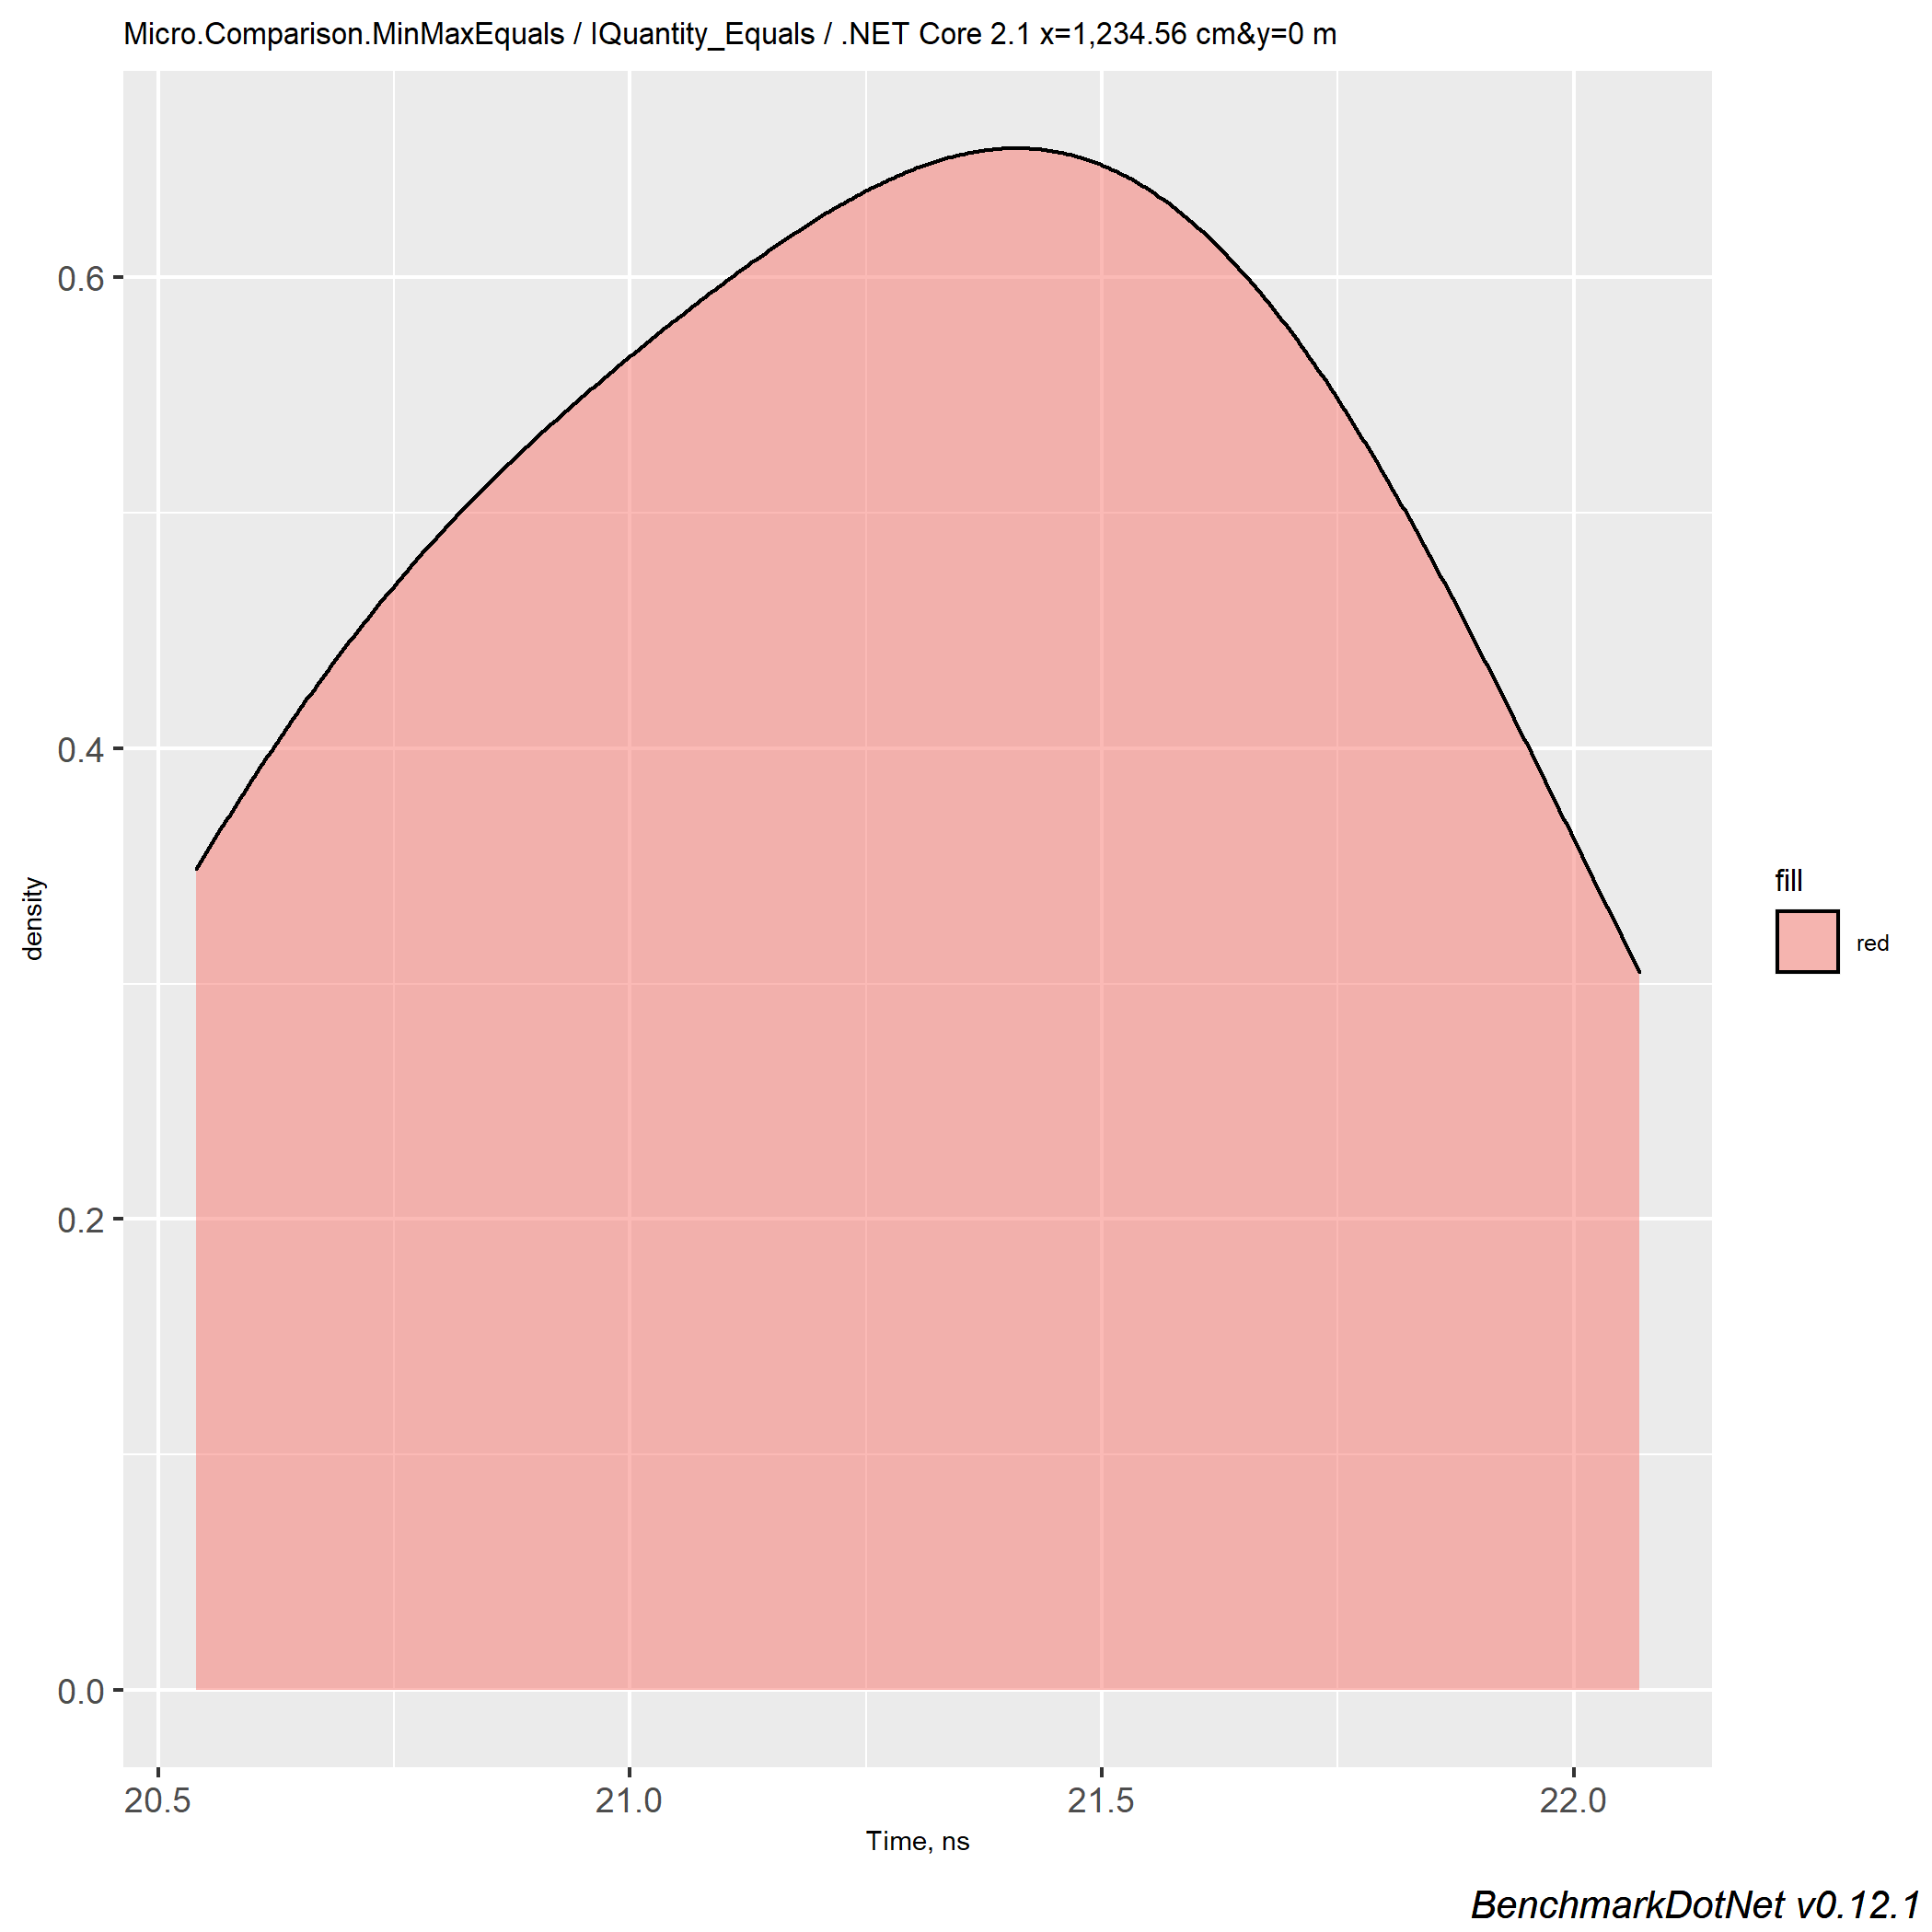 Micro.Comparison.MinMaxEquals / IQuantity_Equals / .NET Core 2.1 x=1,234.56 cm&y=0 m
0.6
0.4
0.2
0.0
density
20.5 21.0 21.5 22.0
Time, ns
fill
red
BenchmarkDotNet v0.12.1